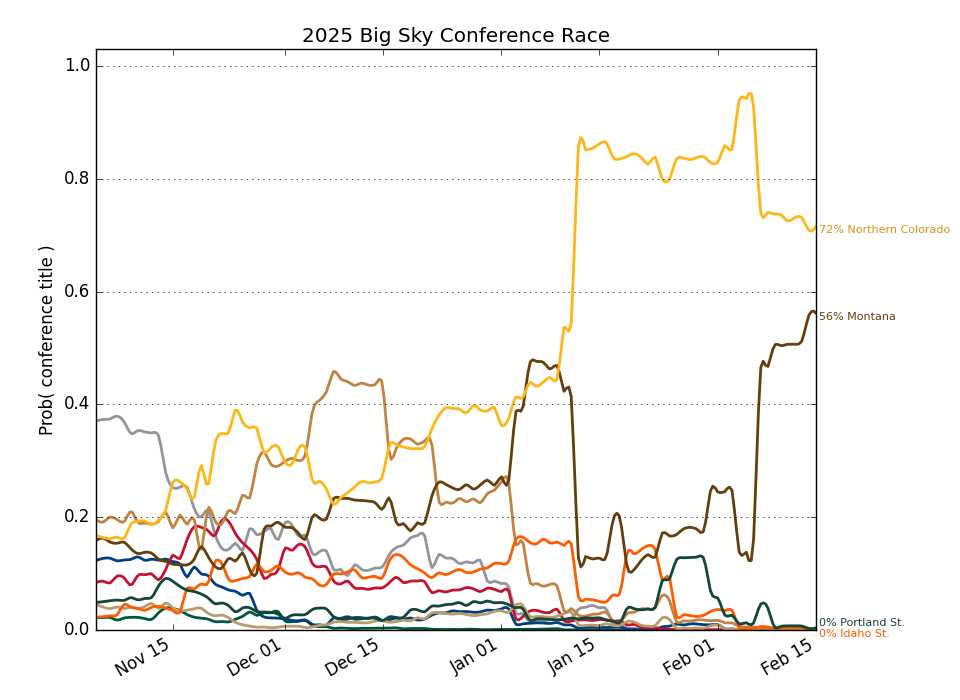 2025 Big Sky Conference Race
Prob( conference title )
1.0
0.8
0.6
0.4
0.2
0.0
72% Northern Colorado
56% Montana
0% Portland St.
0% Idaho St.
Nov 15
Dec 01
Dec 15
Jan 01
Jan 15
Feb 01
Feb 15